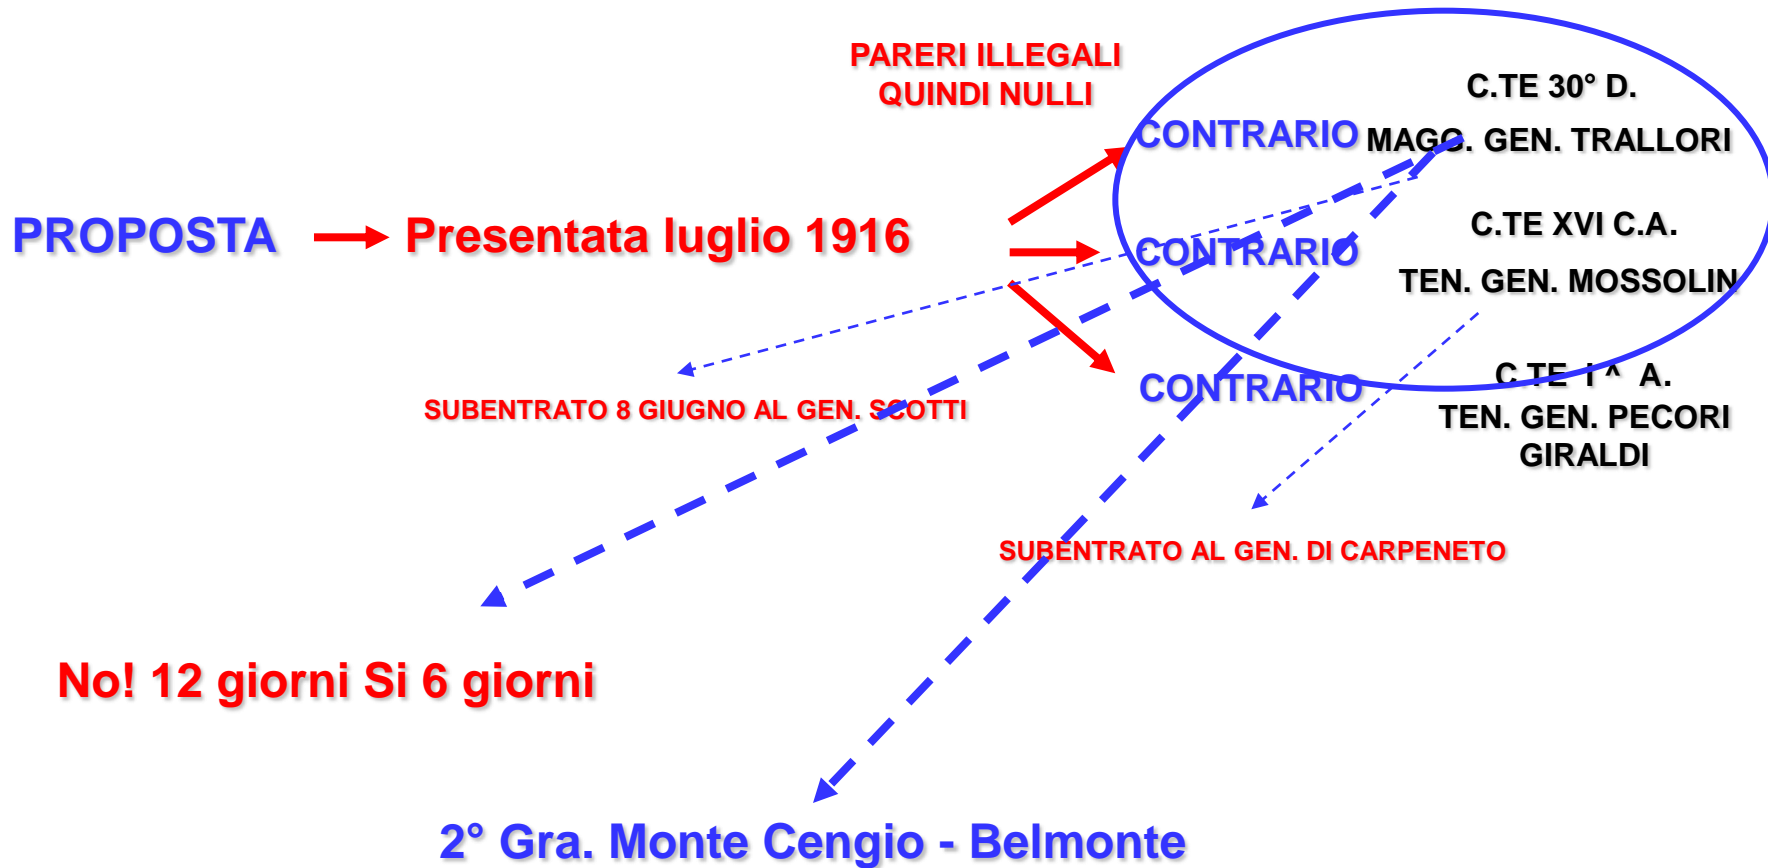 PARERI ILLEGALI
QUINDI NULLI
C.TE 30° D.
CONTRARIO
MAGG. GEN. TRALLORI
PROPOSTA
Presentata luglio 1916
CONTRARIO
C.TE XVI C.A.
TEN. GEN. MOSSOLIN
CONTRARIO
C.TE I ^ A.
TEN. GEN. PECORI
GIRALDI
SUBENTRATO 8 GIUGNO AL GEN. SCOTTI
SUBENTRATO AL GEN. DI CARPENETO
No! 12 giorni Si 6 giorni
2° Gra. Monte Cengio - Belmonte